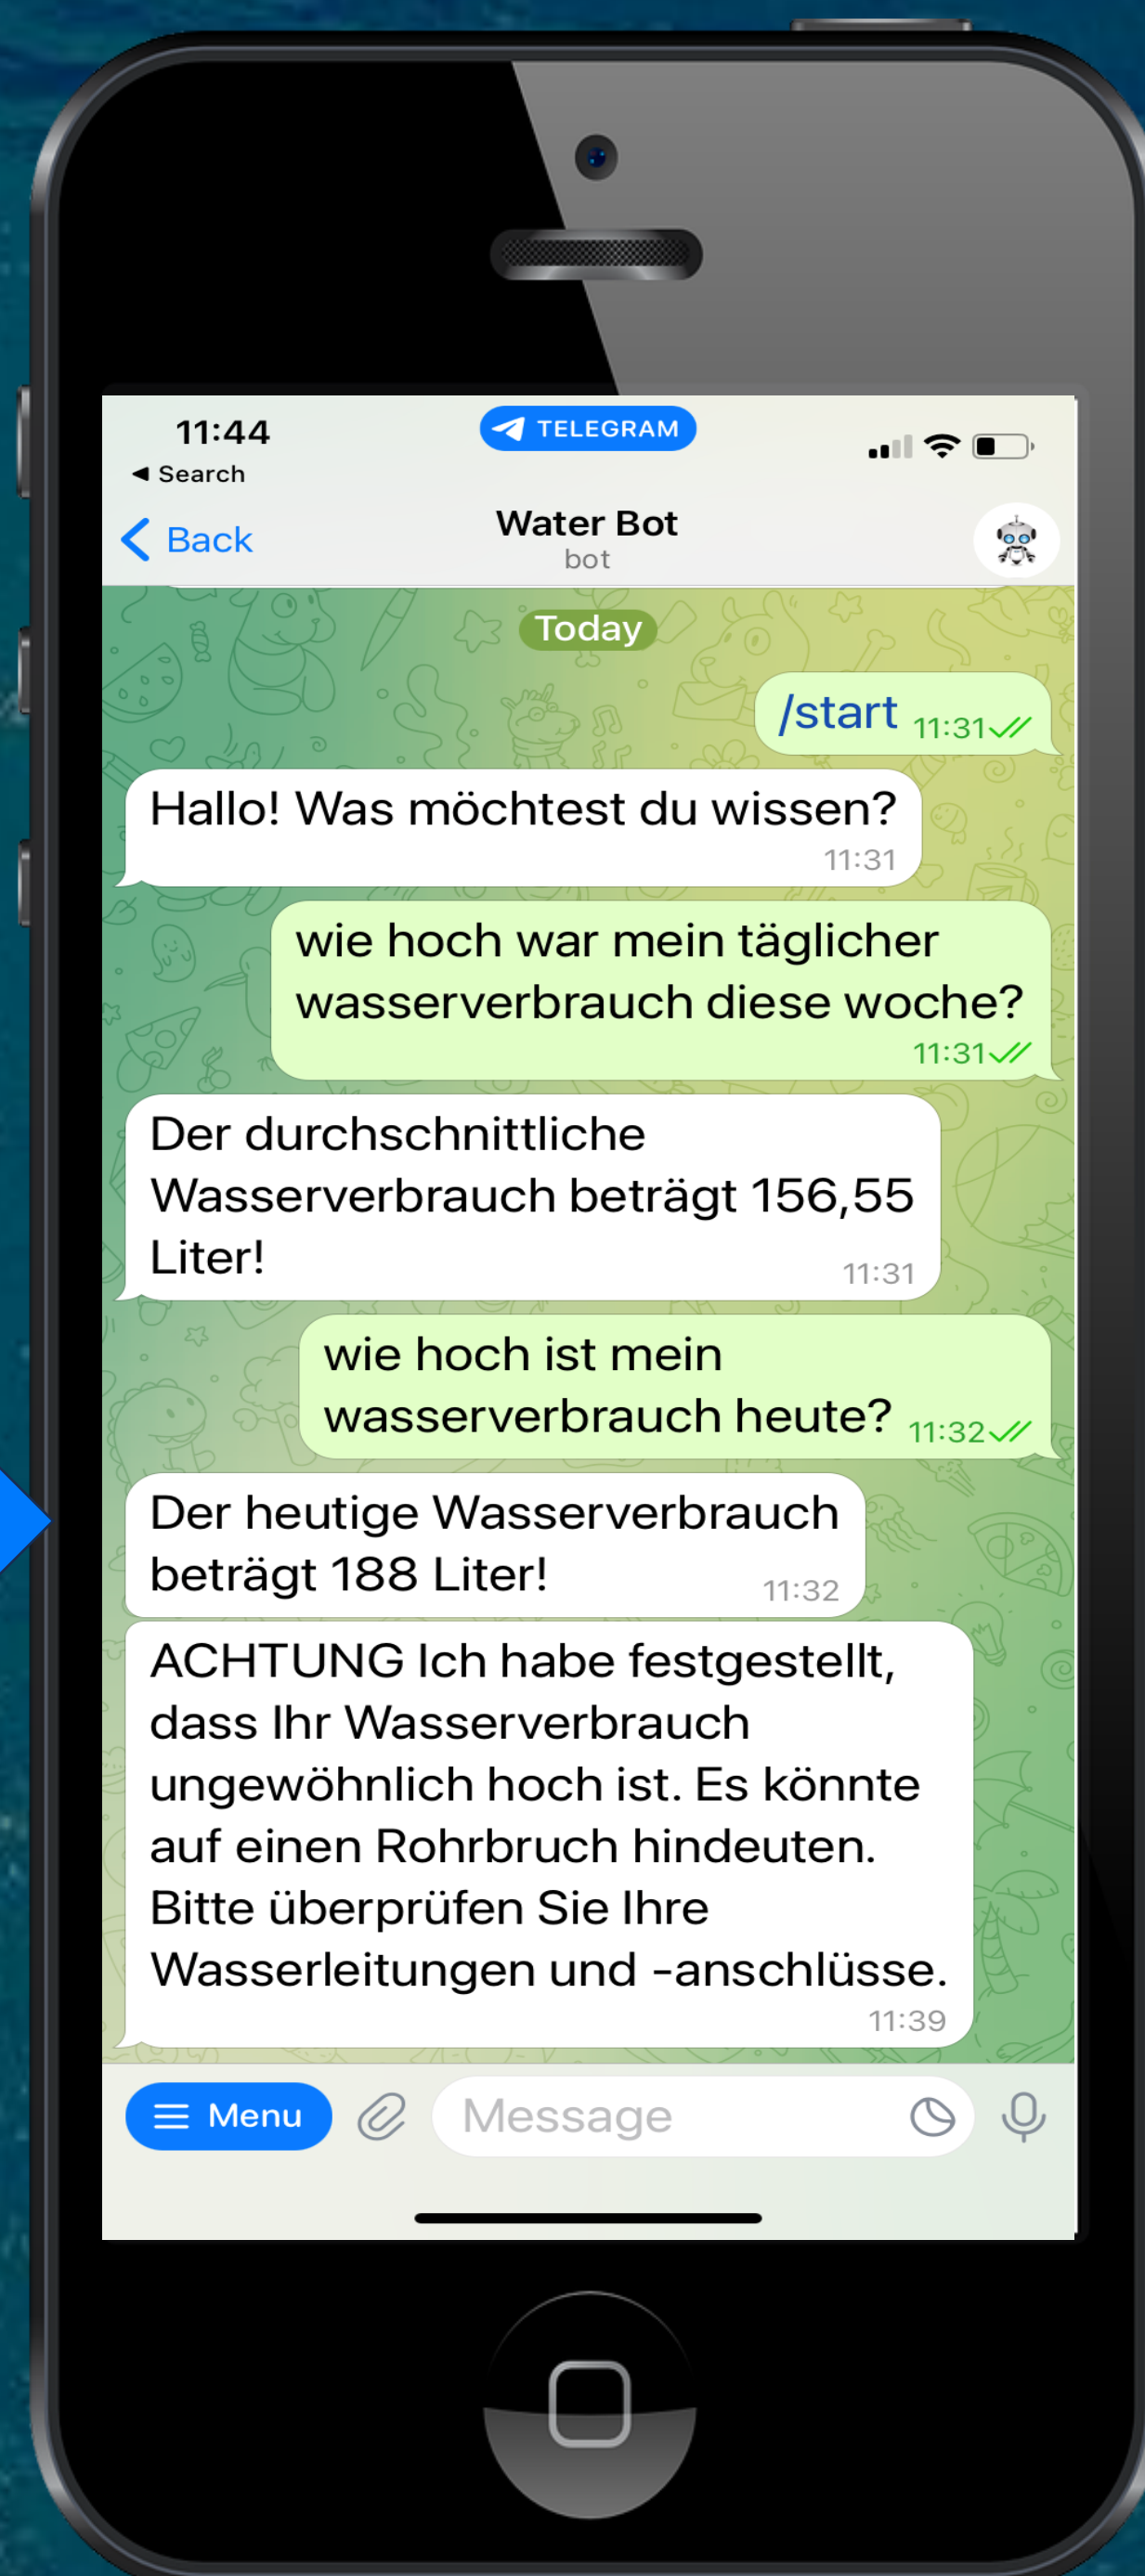 11:44
TELEGRAM
◄ Search
Back
Water Bot
bot
Today
/start 11:31
Hallo! Was möchtest du wissen?
11:31
wie hoch war mein täglicher
wasserverbrauch diese woche?
11:31
Der durchschnittliche
Wasserverbrauch beträgt 156,55
Liter!
11:31
wie hoch ist mein
wasserverbrauch heute? 11:32
Der heutige Wasserverbrauch
beträgt 188 Liter!
11:32
ACHTUNG Ich habe festgestellt,
dass Ihr Wasserverbrauch
ungewöhnlich hoch ist. Es könnte
auf einen Rohrbruch hindeuten.
Bitte überprüfen Sie Ihre
Wasserleitungen und -anschlüsse.
11:39
Menu
Message